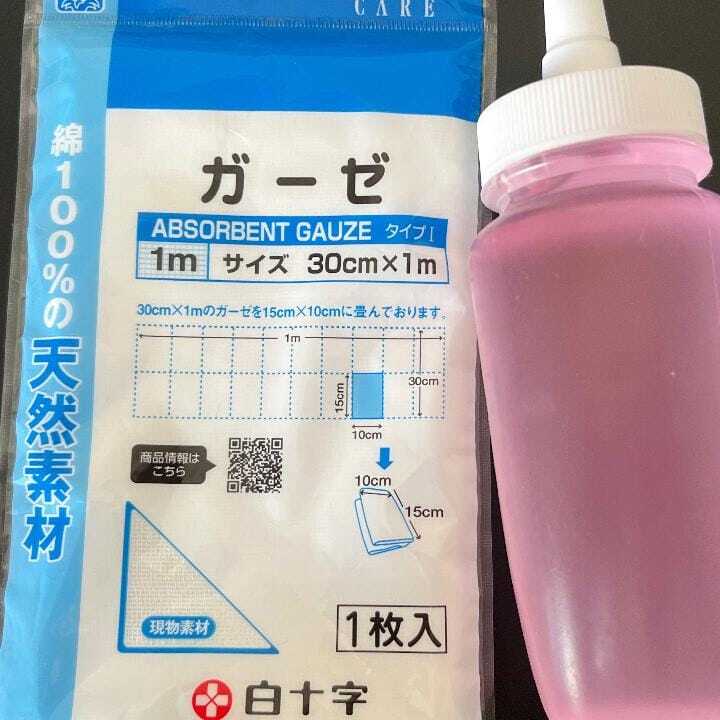 CARE
綿100%の天然素材
ガーゼ
ABSORBENT GAUZE タイプI
1m サイズ 30cm×1m
30cm×1mのガーゼを15cm×10cmに畳んでおります。
1m
30cm
15cm
10cm
商品情報は
こちら
10cm
15cm
現物素材
1枚入
白十字